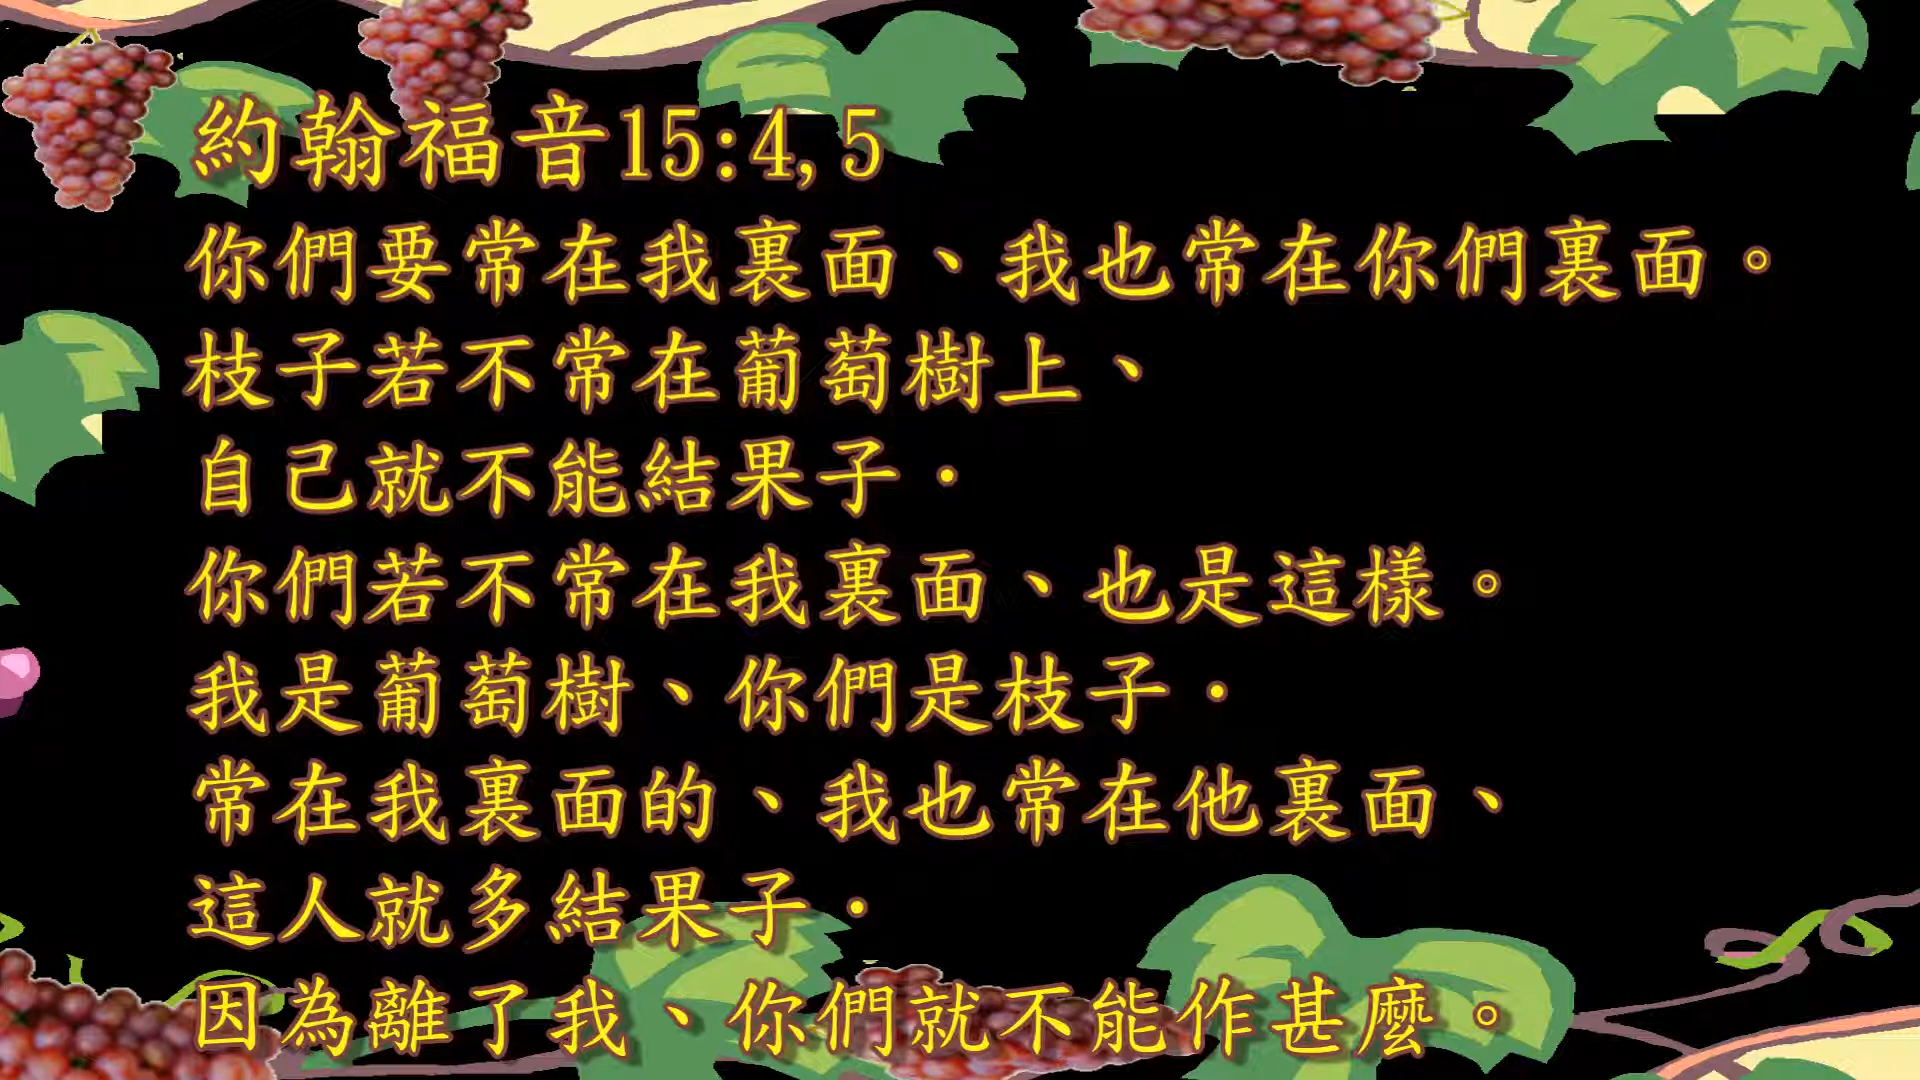 約翰福音15:4,5
你們要常在我裏面、我也常在你們裏面。
枝子若不常在葡萄樹上、
自己就不能結果子．
你們若不常在我裏面、也是這樣。
我是葡萄樹、你們是枝子．
常在我裏面的、我也常在他裏面、
這人就多結果子．
因為離了我、你們就不能作甚麼。